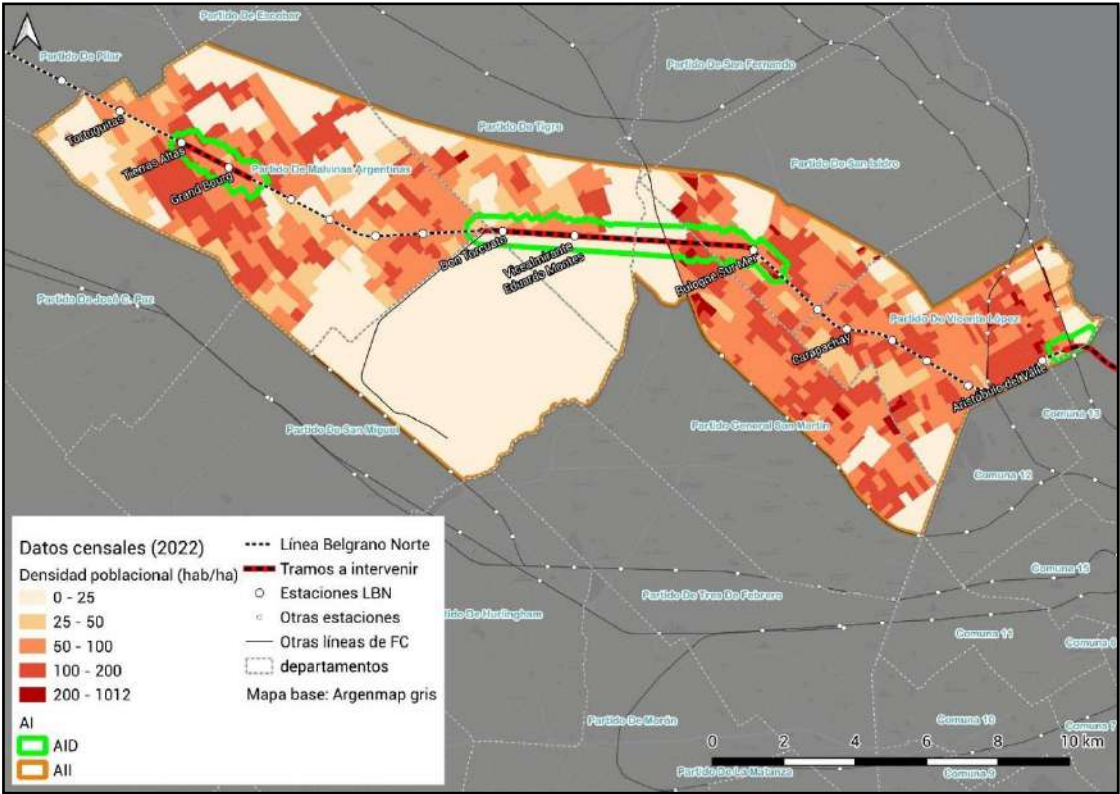 Partido De Escobar
Partido De Pilar
Partido De San Fernando
Partido De Tigre
Tortuguitas
Tierras Altas
Grand Bourg
Partido De Malvinas Argentinas
Partido De San Isidro
Don Torcuato
Vicealmirante
Eduardo Montes
Bulogne Sur Mer
Partido De José C. Paz
Carapachay
Partido De Vicente López
Aristóbulo del Valle
Comuna 13
Partido De San Miguel
Partido General San Martín
Comuna 12
Comuna 15
Partido De Tres De Febrero
Partido De Hurlingham
Comuna 11
Comuna 6
Partido De Morón
Comuna 10
Comuna 7
Partido De La Matanza
Comuna 9
0 2 4 6 8 10 km
Datos censales (2022)
Densidad poblacional (hab/ha)
0 - 25
25 - 50
50 - 100
100 - 200
200 - 1012
AI
AID
AII
Línea Belgrano Norte
Tramos a intervenir
Estaciones LBN
Otras estaciones
Otras líneas de FC
departamentos
Mapa base: Argenmap gris